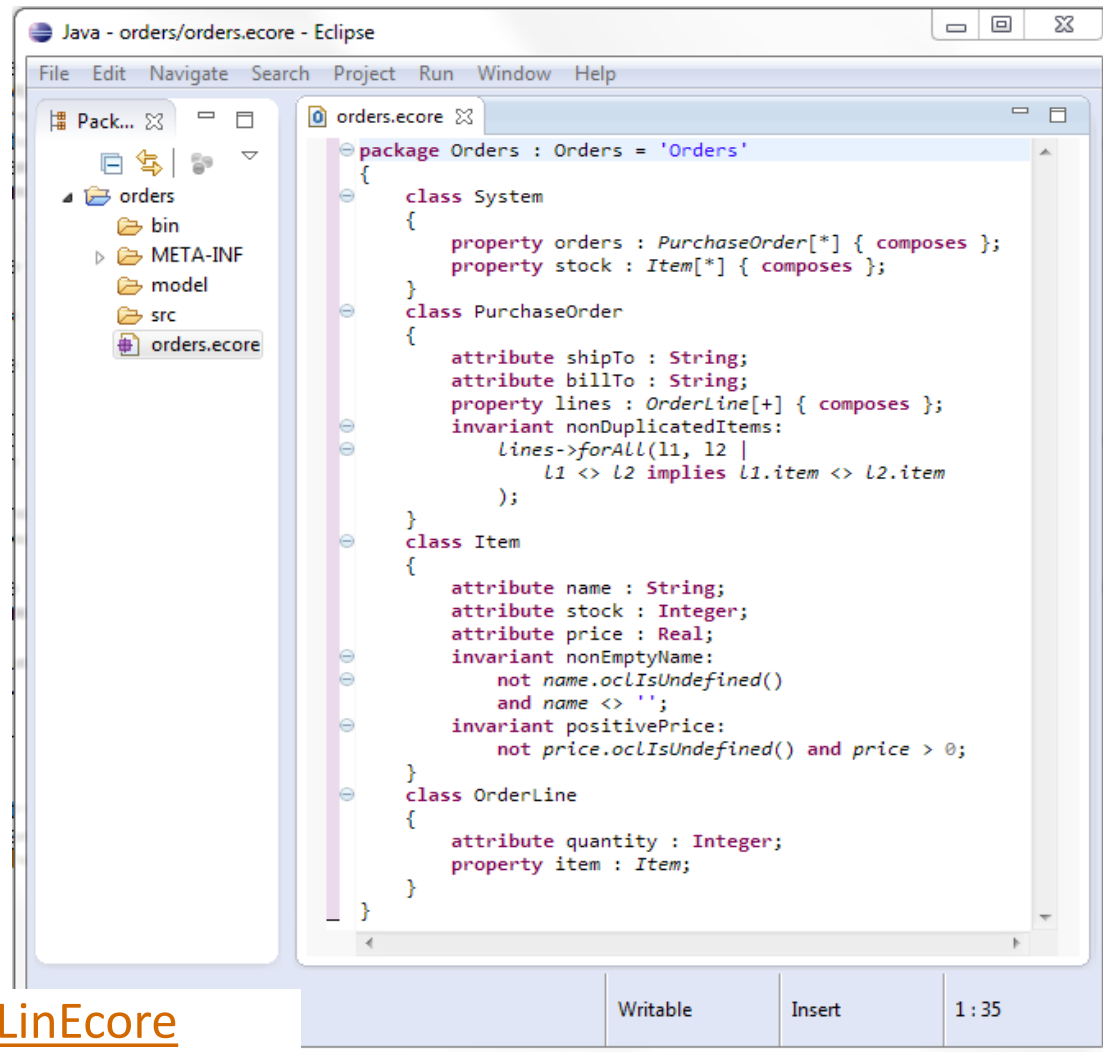 Java - orders/orders.ecore - Eclipse
File Edit Navigate Search Project Run Window Help
Pack...
orders
bin
META-INF
model
src
orders.ecore
orders.ecore
package Orders : Orders = 'Orders'
{
    class System
    {
        property orders : PurchaseOrder[*] { composes };
        property stock : Item[*] { composes };
    }
    class PurchaseOrder
    {
        attribute shipTo : String;
        attribute billTo : String;
        property lines : OrderLine[+] { composes };
        invariant nonDuplicatedItems:
            lines->forAll(l1, l2 |
                l1 <> l2 implies l1.item <> l2.item
            );
    }
    class Item
    {
        attribute name : String;
        attribute stock : Integer;
        attribute price : Real;
        invariant nonEmptyName:
            not name.oclIsUndefined()
            and name <> '';
        invariant positivePrice:
            not price.oclIsUndefined() and price > 0;
    }
    class OrderLine
    {
        attribute quantity : Integer;
        property item : Item;
    }
}
Writable Insert 1 : 35
LinEcore